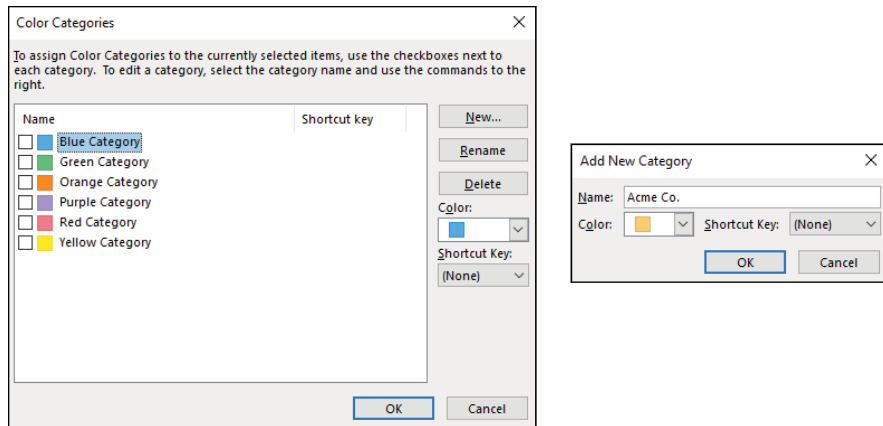 Color Categories
To assign Color Categories to the currently selected items, use the checkboxes next to
each category. To edit a category, select the category name and use the commands to the
right.
Name Shortcut key
Blue Category
Green Category
Orange Category
Purple Category
Red Category
Yellow Category
New...
Rename
Delete
Color:
Shortcut Key:
(None)
OK Cancel
Add New Category
Name: Acme Co.
Color: Shortcut Key: (None)
OK Cancel